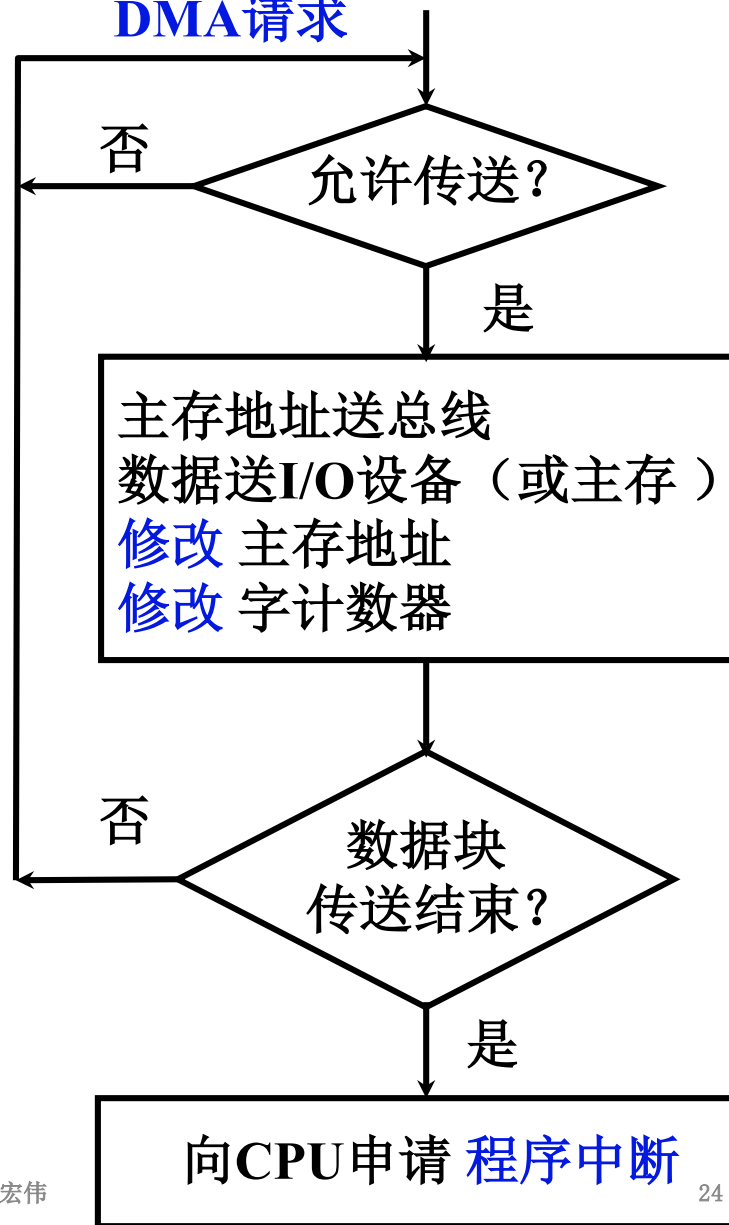 DMA请求
否
允许传送？
是
主存地址送总线
数据送I/O设备（或主存 ）
修改 主存地址
修改 字计数器
否
数据块
传送结束？
是
向CPU申请 程序中断
宏伟
24